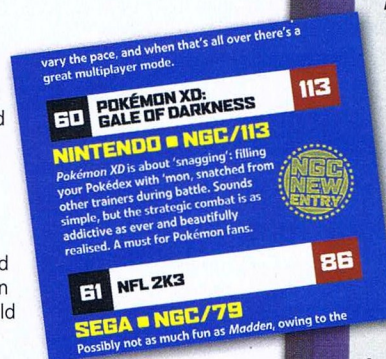 vary the pace, and when that's all over there's a
great multiplayer mode.
60 POKÉMON XD: 113
GALE OF DARKNESS
NINTENDO ■ NGC/113
Pokémon XD is about 'snagging': filling
your Pokédex with 'mon, snatched from
other trainers during battle. Sounds
simple, but the strategic combat is as
addictive as ever and beautifully
realised. A must for Pokémon fans.
NGC
NEW
ENTRY
61 NFL 2K3 86
SEGA ■ NGC/79
Possibly not as much fun as Madden, owing to the